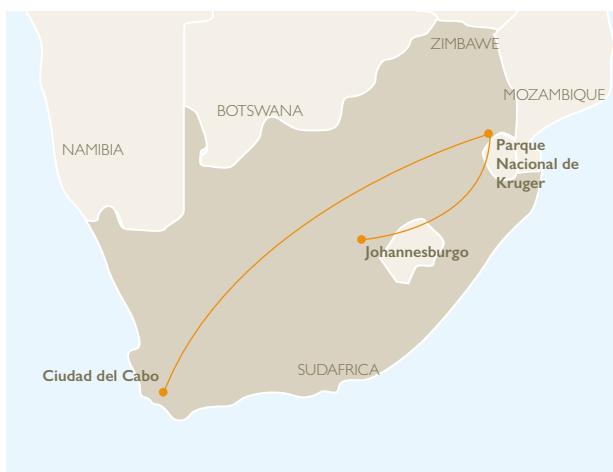 ZIMBAWE
MOZAMBIQUE
BOTSWANA
NAMIBIA
Parque
Nacional de
Kruger
Johannesburgo
SUDAFRICA
Ciudad del Cabo